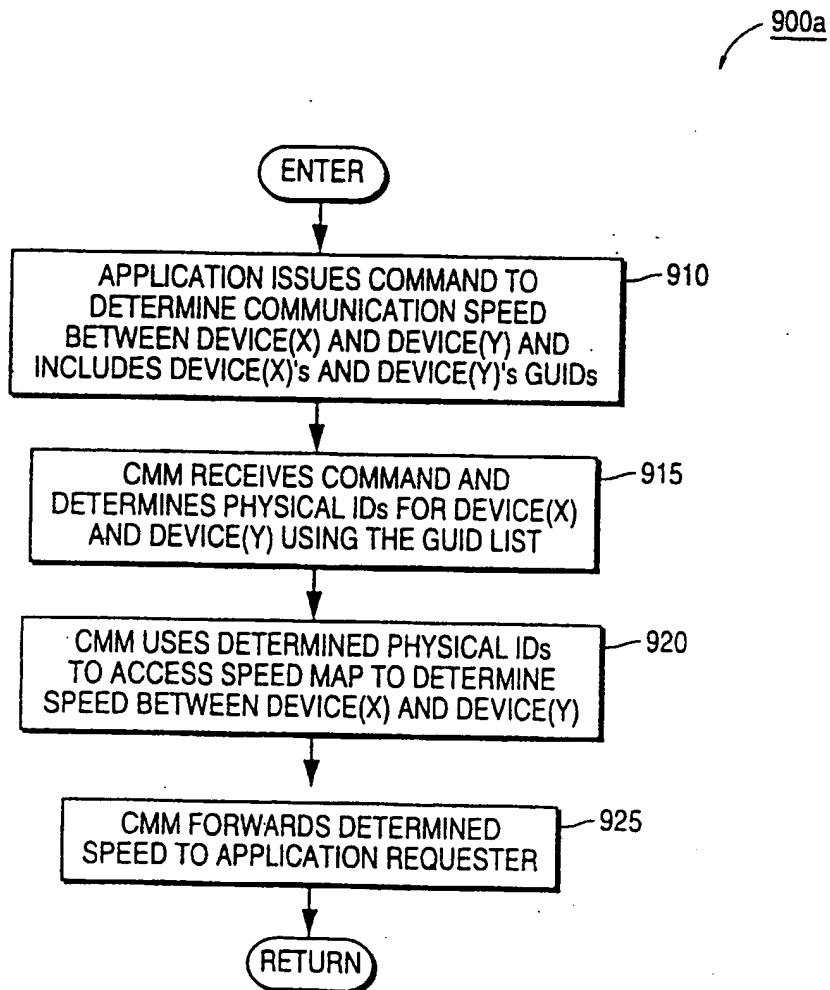 900a
ENTER
APPLICATION ISSUES COMMAND TO
DETERMINE COMMUNICATION SPEED
BETWEEN DEVICE(X) AND DEVICE(Y) AND
INCLUDES DEVICE(X)'s AND DEVICE(Y)'s GUIDs
910
CMM RECEIVES COMMAND AND
DETERMINES PHYSICAL IDs FOR DEVICE(X)
AND DEVICE(Y) USING THE GUID LIST
915
CMM USES DETERMINED PHYSICAL IDs
TO ACCESS SPEED MAP TO DETERMINE
SPEED BETWEEN DEVICE(X) AND DEVICE(Y)
920
CMM FORWARDS DETERMINED
SPEED TO APPLICATION REQUESTER
925
RETURN